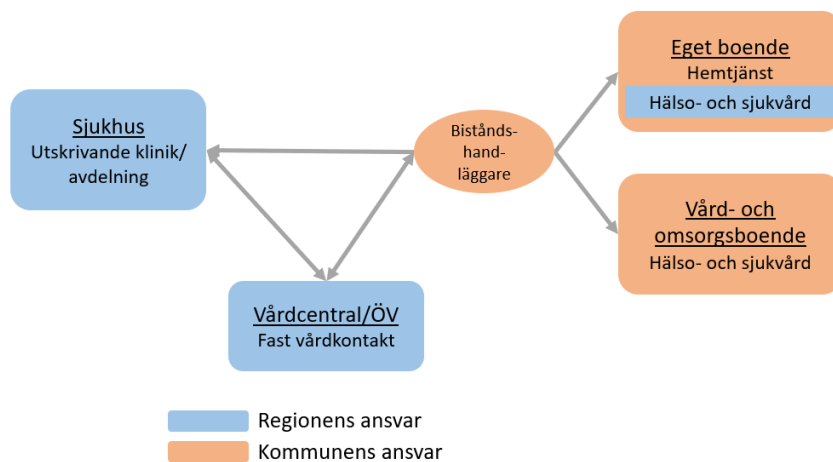 Sjukhus
Utskrivande klinik/
avdelning
Bistånds-
hand-
läggare
Eget boende
Hemtjänst
Hälso- och sjukvård
Vård- och
omsorgsboende
Hälso- och sjukvård
Vårdcentral/ÖV
Fast vårdkontakt
Regionens ansvar
Kommunens ansvar